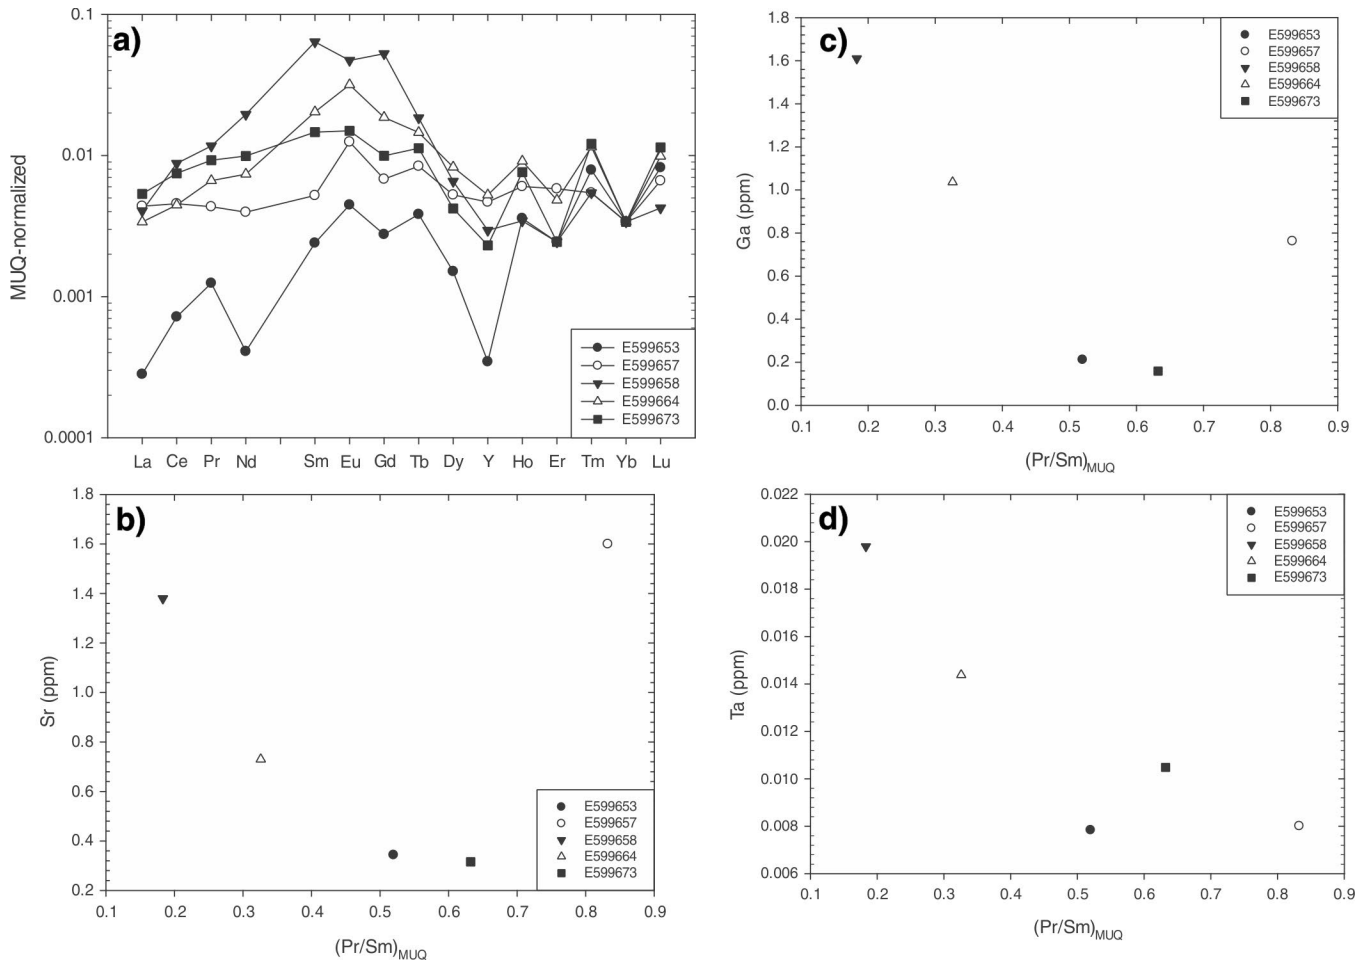 a)
MUQ-normalized
0.1
0.01
0.001
0.0001
La Ce Pr Nd Sm Eu Gd Tb Dy Y Ho Er Tm Yb Lu
E599653
E599657
E599658
E599664
E599673
c)
Ga (ppm)
1.8
1.6
1.4
1.2
1.0
0.8
0.6
0.4
0.2
0.0
0.1 0.2 0.3 0.4 0.5 0.6 0.7 0.8 0.9
(Pr/Sm)MUQ
E599653
E599657
E599658
E599664
E599673
b)
Sr (ppm)
1.8
1.6
1.4
1.2
1.0
0.8
0.6
0.4
0.2
0.1 0.2 0.3 0.4 0.5 0.6 0.7 0.8 0.9
(Pr/Sm)MUQ
E599653
E599657
E599658
E599664
E599673
d)
Ta (ppm)
0.022
0.020
0.018
0.016
0.014
0.012
0.010
0.008
0.006
0.1 0.2 0.3 0.4 0.5 0.6 0.7 0.8 0.9
(Pr/Sm)MUQ
E599653
E599657
E599658
E599664
E599673